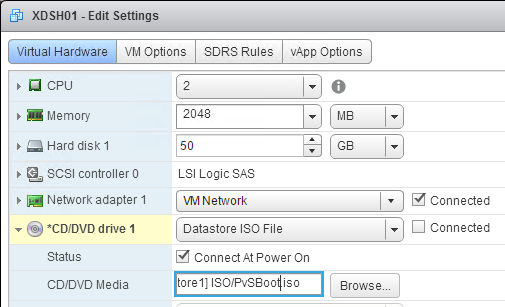 XDSH01 - Edit Settings
Virtual Hardware VM Options SDRS Rules vApp Options
CPU 2
Memory 2048 MB
Hard disk 1 50 GB
SCSI controller 0 LSI Logic SAS
Network adapter 1 VM Network Connected
*CD/DVD drive 1 Datastore ISO File Connected
Status Connect At Power On
CD/DVD Media tore1] ISO/PvSBoot.iso Browse...